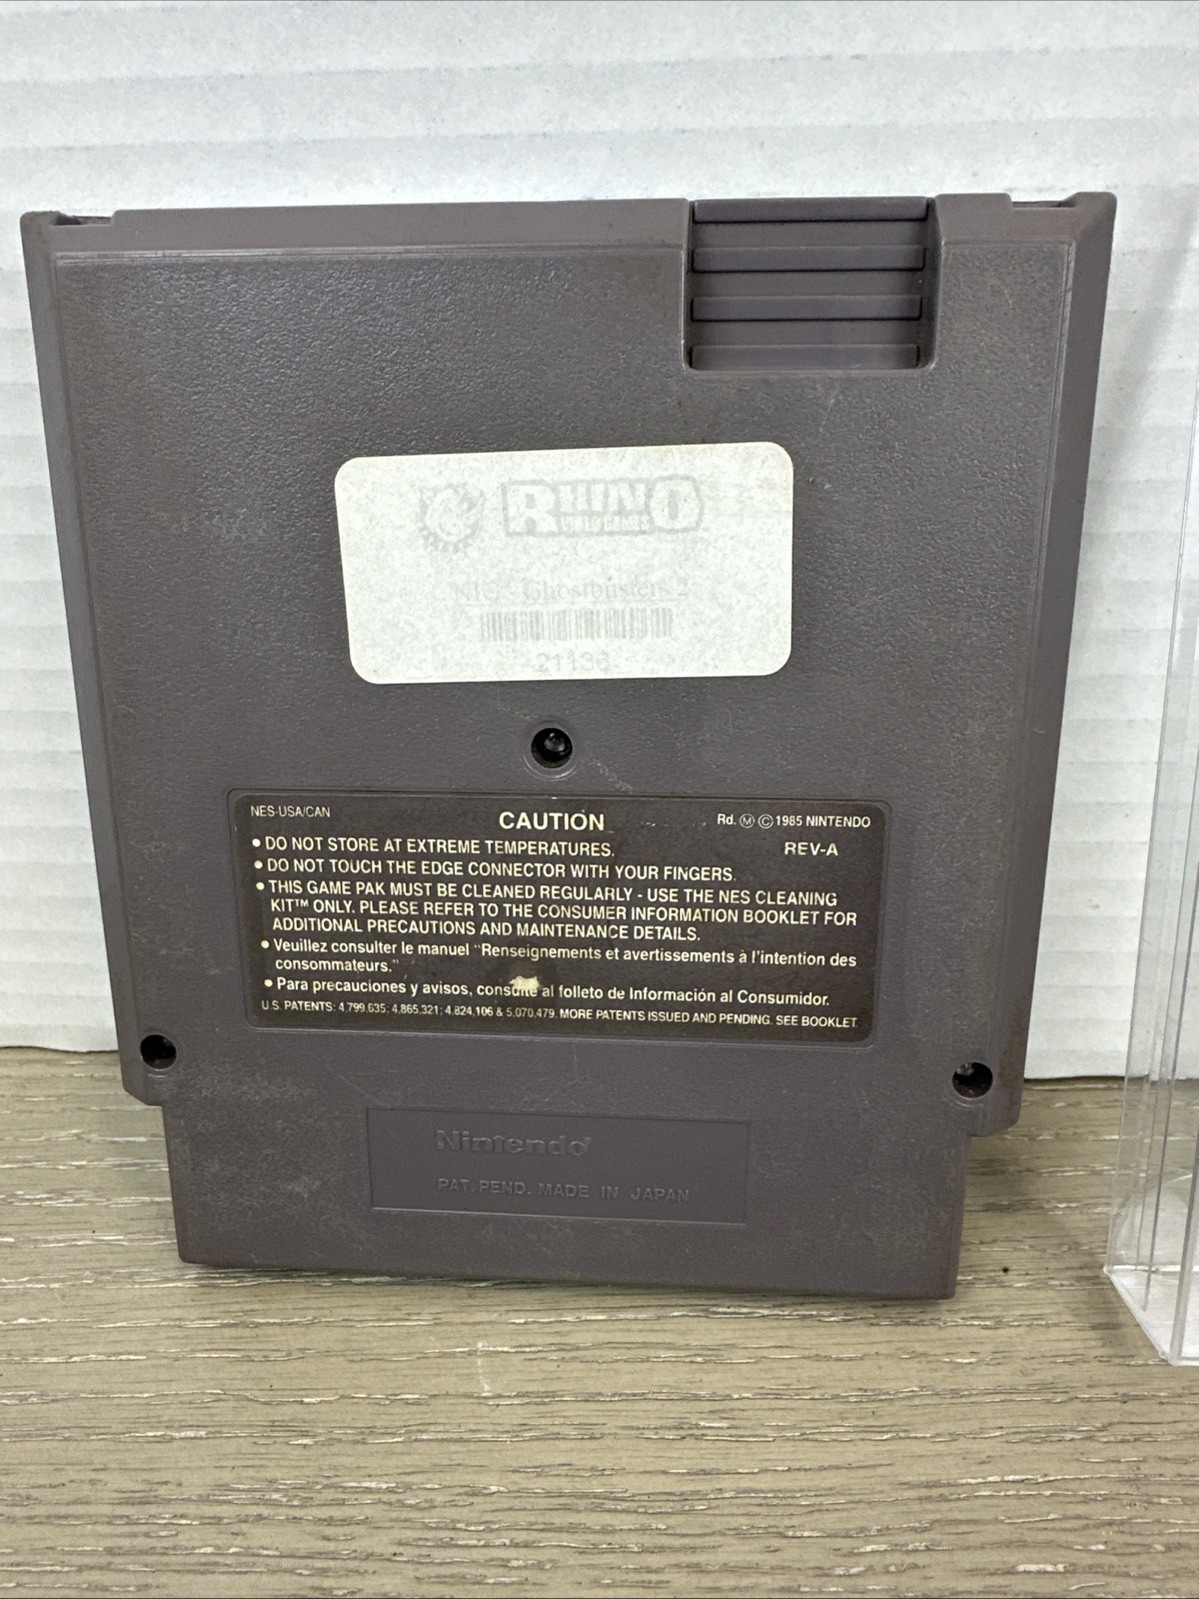 RHINO
VIDEO GAMES
NES - Ghostbusters 2
21136
NES-USA/CAN
CAUTION
Rd. Ⓜ © 1985 NINTENDO
REV-A
• DO NOT STORE AT EXTREME TEMPERATURES.
• DO NOT TOUCH THE EDGE CONNECTOR WITH YOUR FINGERS.
• THIS GAME PAK MUST BE CLEANED REGULARLY - USE THE NES CLEANING
KIT™ ONLY. PLEASE REFER TO THE CONSUMER INFORMATION BOOKLET FOR
ADDITIONAL PRECAUTIONS AND MAINTENANCE DETAILS.
• Veuillez consulter le manuel "Renseignements et avertissements à l'intention des
consommateurs."
• Para precauciones y avisos, consulte al folleto de Información al Consumidor.
U.S. PATENTS: 4,799,635; 4,865,321; 4,824,106 & 5,070,479. MORE PATENTS ISSUED AND PENDING. SEE BOOKLET
Nintendo
PAT. PEND. MADE IN JAPAN